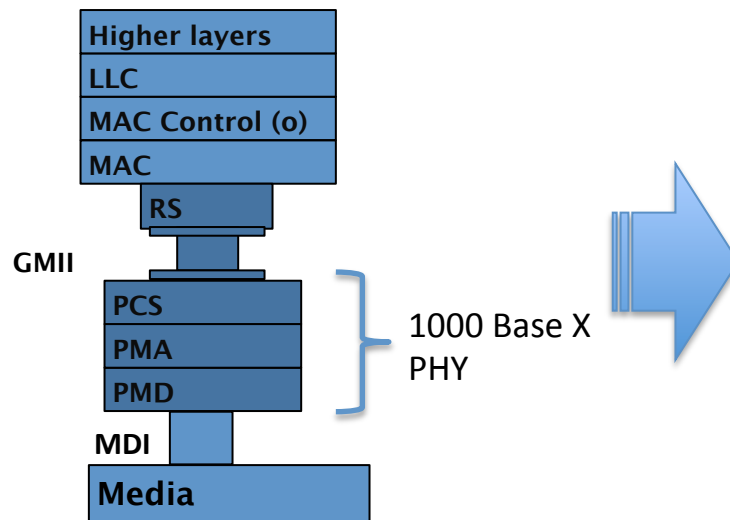 Higher layers
LLC
MAC Control (o)
MAC
RS
GMII
PCS
PMA
PMD
1000 Base X
PHY
MDI
Media